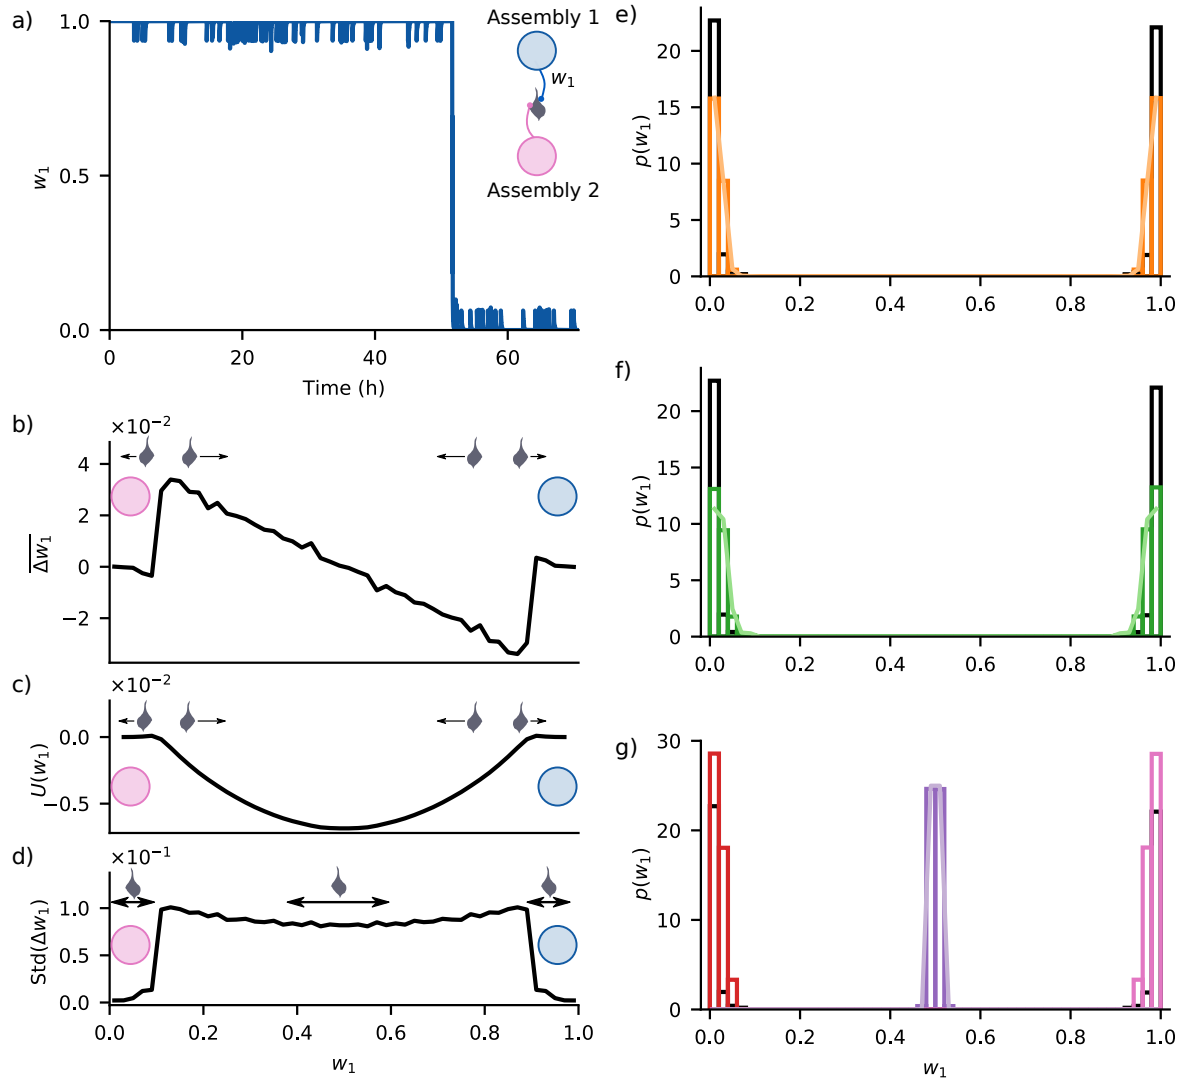 a)
1.0
0.5
0.0
w₁
0
20
40
60
Time (h)
Assembly 1
w₁
Assembly 2
b)
×10⁻²
4
2
0
−2
Δw₁
c)
×10⁻²
0.0
−0.5
U(w₁)
d)
×10⁻¹
1.0
0.5
0.0
Std(Δw₁)
0.0
0.2
0.4
0.6
0.8
1.0
w₁
e)
20
15
10
5
0
p(w₁)
0.0
0.2
0.4
0.6
0.8
1.0
f)
20
15
10
5
0
p(w₁)
0.0
0.2
0.4
0.6
0.8
1.0
g)
30
20
10
0
p(w₁)
0.0
0.2
0.4
0.6
0.8
1.0
w₁